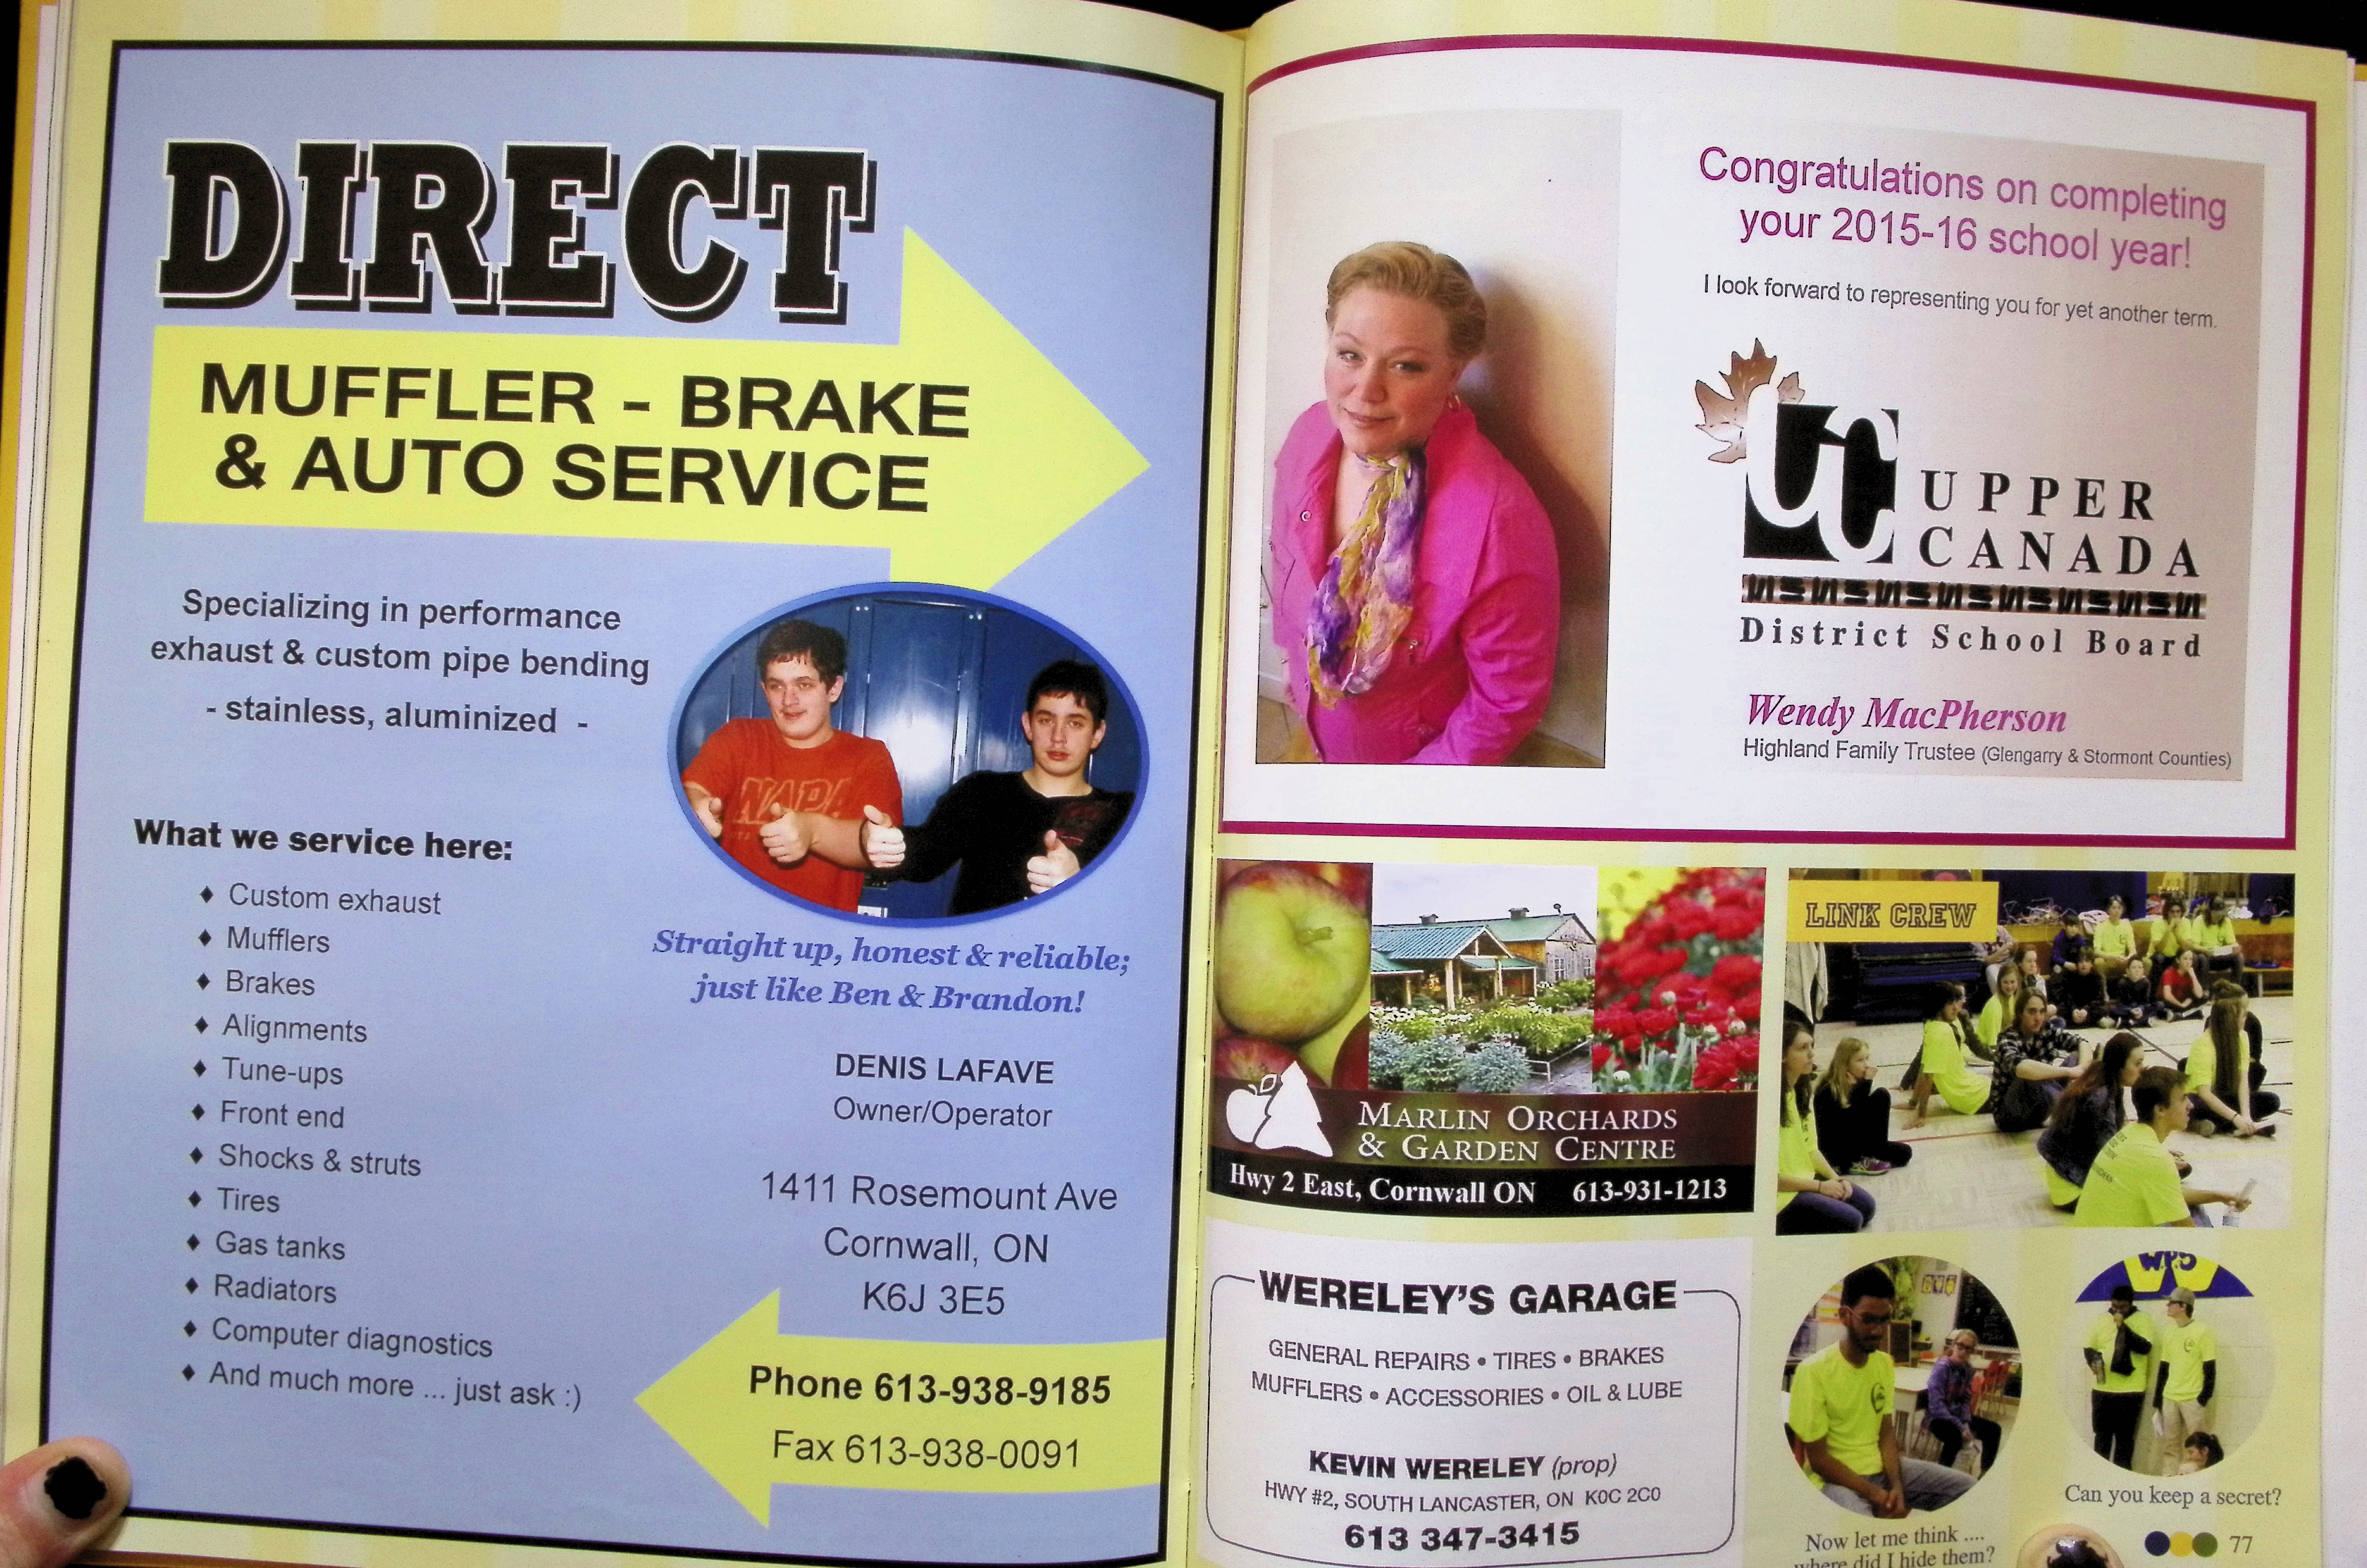 DIRECT
MUFFLER - BRAKE
& AUTO SERVICE
Specializing in performance
exhaust & custom pipe bending
- stainless, aluminized -
What we service here:
♦ Custom exhaust
♦ Mufflers
♦ Brakes
♦ Alignments
♦ Tune-ups
♦ Front end
♦ Shocks & struts
♦ Tires
♦ Gas tanks
♦ Radiators
♦ Computer diagnostics
♦ And much more ... just ask :)
NAPA
Straight up, honest & reliable;
just like Ben & Brandon!
DENIS LAFAVE
Owner/Operator
1411 Rosemount Ave
Cornwall, ON
K6J 3E5
Phone 613-938-9185
Fax 613-938-0091
Congratulations on completing
your 2015-16 school year!
I look forward to representing you for yet another term.
UC
UPPER
CANADA
District School Board
Wendy MacPherson
Highland Family Trustee (Glengarry & Stormont Counties)
MARLIN ORCHARDS
& GARDEN CENTRE
Hwy 2 East, Cornwall ON 613-931-1213
LINK CREW
WERELEY'S GARAGE
GENERAL REPAIRS • TIRES • BRAKES
MUFFLERS • ACCESSORIES • OIL & LUBE
KEVIN WERELEY (prop)
HWY #2, SOUTH LANCASTER, ON K0C 2C0
613 347-3415
Now let me think ....
where did I hide them?
Can you keep a secret?
77